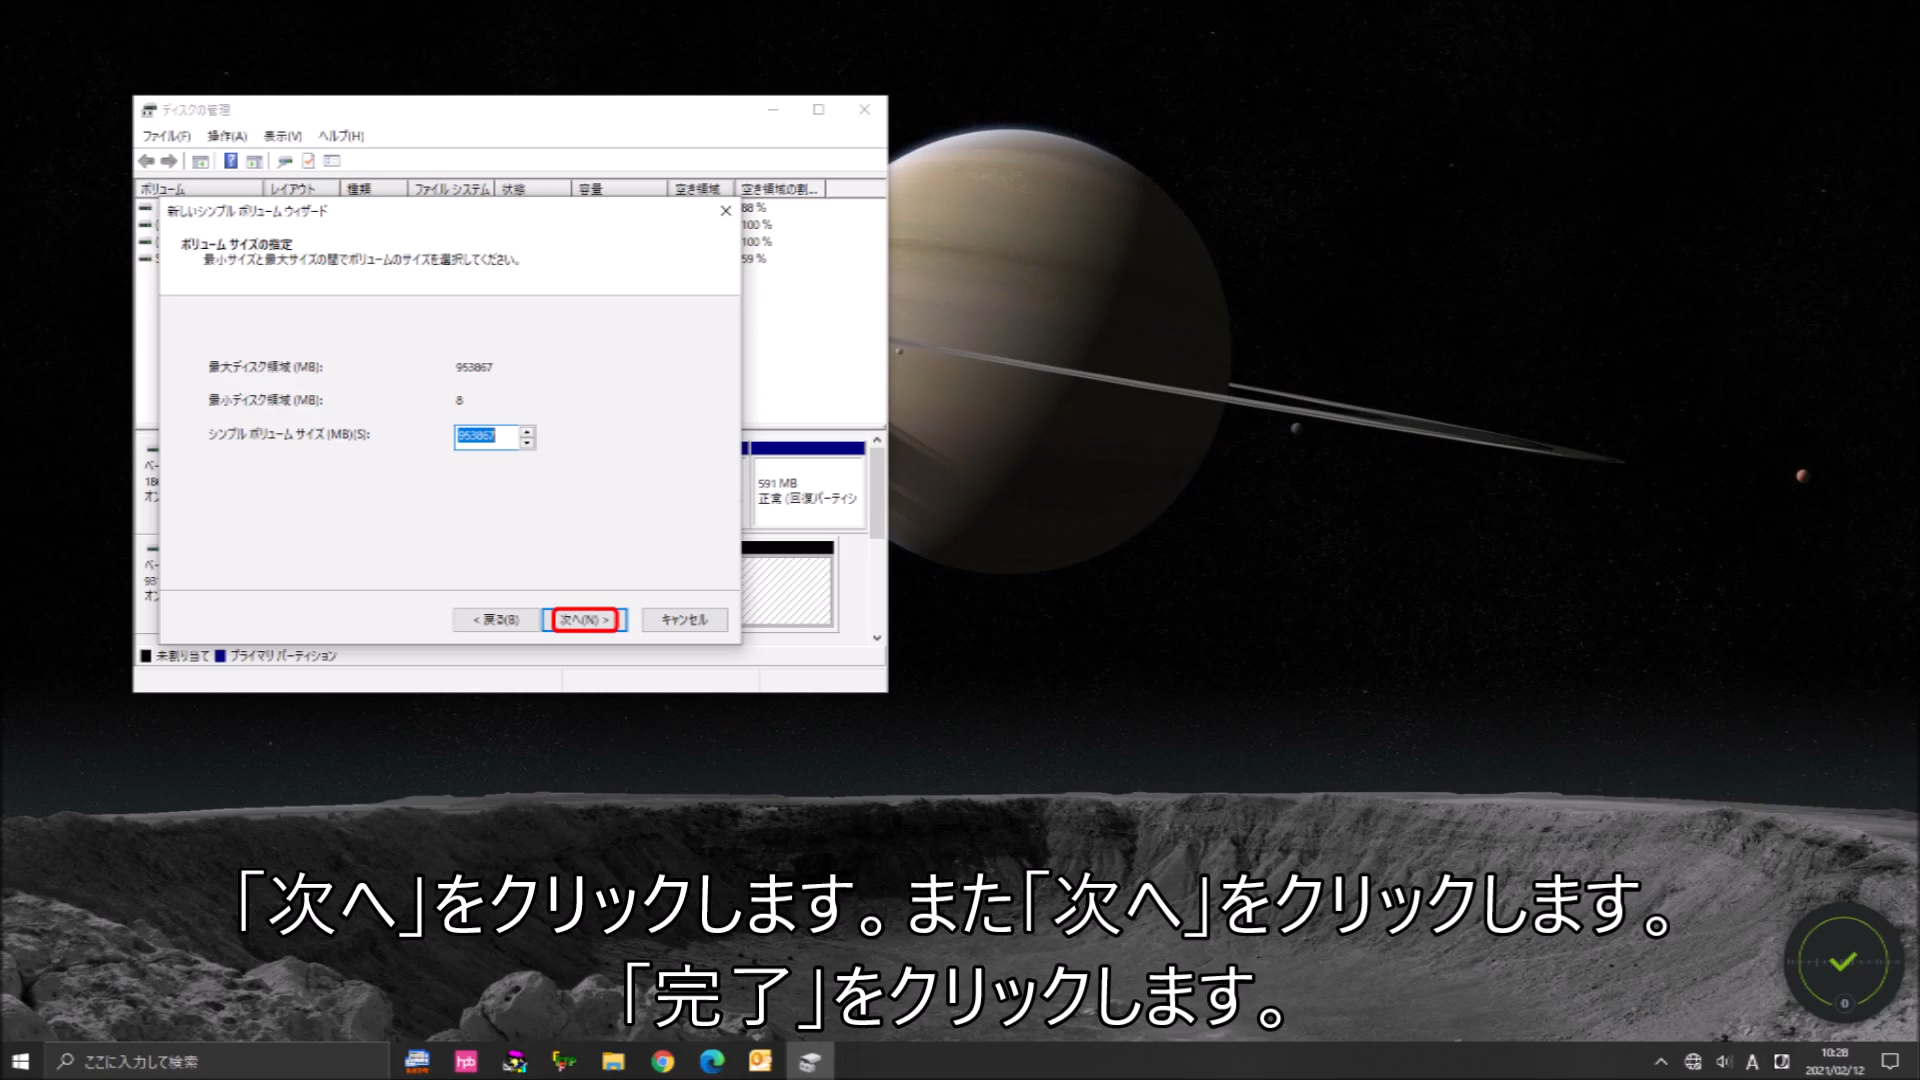 ディスクの管理
ファイル(F) 操作(A) 表示(V) ヘルプ(H)
ボリューム レイアウト 種類 ファイル システム 状態 容量 空き領域 空き領域の割...
88 %
100 %
100 %
59 %
新しいシンプル ボリューム ウィザード
ボリューム サイズの指定
最小サイズと最大サイズの間でボリュームのサイズを選択してください。
最大ディスク領域 (MB): 953867
最小ディスク領域 (MB): 8
シンプル ボリューム サイズ (MB)(S): 953867
591 MB
正常 (回復パーティシ
< 戻る(B) 次へ(N) > キャンセル
未割り当て プライマリ パーティション
「次へ」をクリックします。また「次へ」をクリックします。
「完了」をクリックします。
0
ここに入力して検索
hpb
A
10:28
2021/02/12